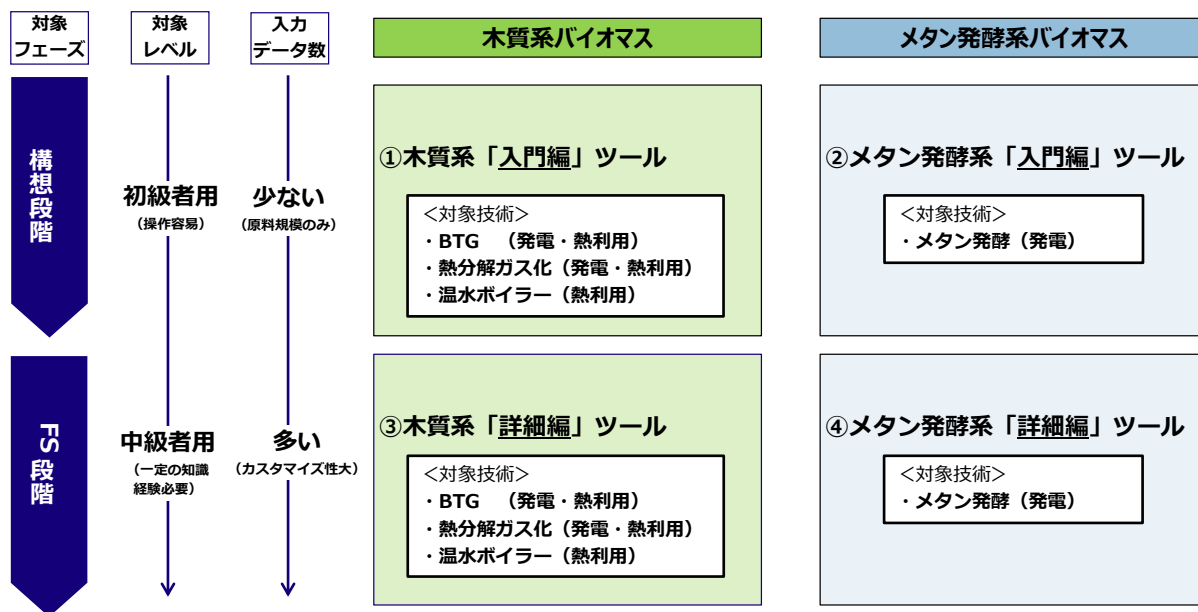 対象
フェーズ
対象
レベル
入力
データ数
木質系バイオマス
メタン発酵系バイオマス
構想段階
初級者用
(操作容易)
少ない
(原料規模のみ)
①木質系「入門編」ツール
＜対象技術＞
・BTG　（発電・熱利用）
・熱分解ガス化（発電・熱利用）
・温水ボイラー（熱利用）
②メタン発酵系「入門編」ツール
＜対象技術＞
・メタン発酵（発電）
FS段階
中級者用
(一定の知識
経験必要)
多い
(カスタマイズ性大)
③木質系「詳細編」ツール
＜対象技術＞
・BTG　（発電・熱利用）
・熱分解ガス化（発電・熱利用）
・温水ボイラー（熱利用）
④メタン発酵系「詳細編」ツール
＜対象技術＞
・メタン発酵（発電）